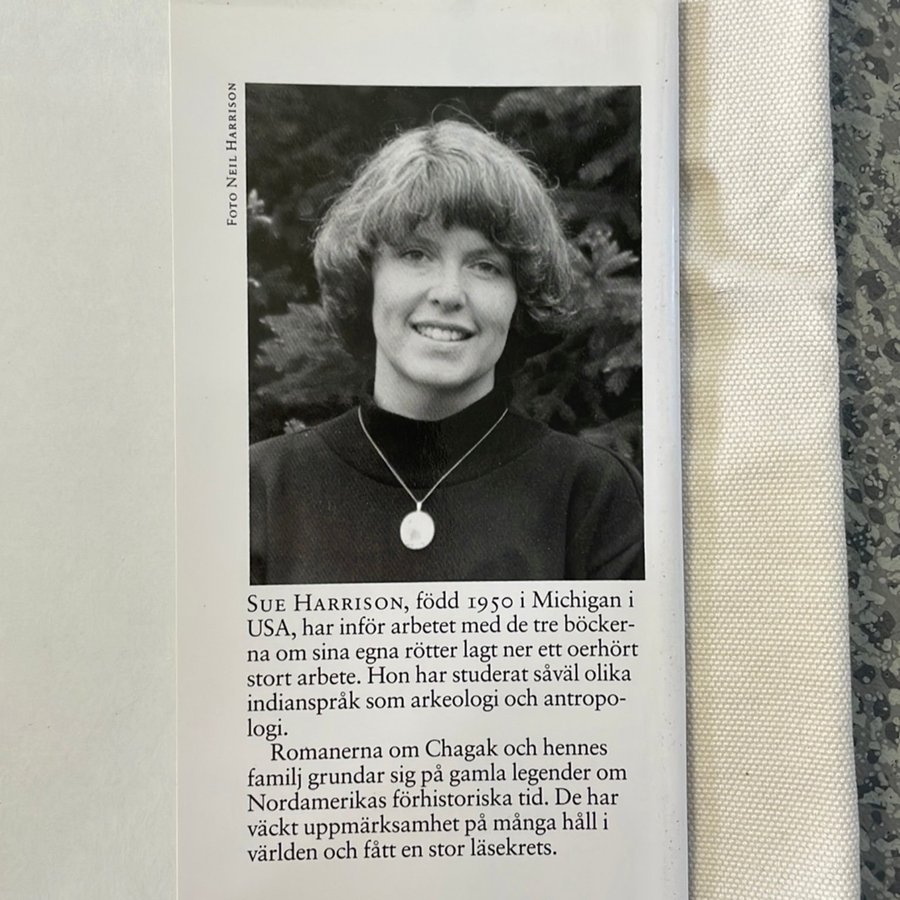 FOTO NEIL HARRISON
SUE HARRISON, född 1950 i Michigan i
USA, har inför arbetet med de tre böcker-
na om sina egna rötter lagt ner ett oerhört
stort arbete. Hon har studerat såväl olika
indianspråk som arkeologi och antropo-
logi.
Romanerna om Chagak och hennes
familj grundar sig på gamla legender om
Nordamerikas förhistoriska tid. De har
väckt uppmärksamhet på många håll i
världen och fått en stor läsekrets.